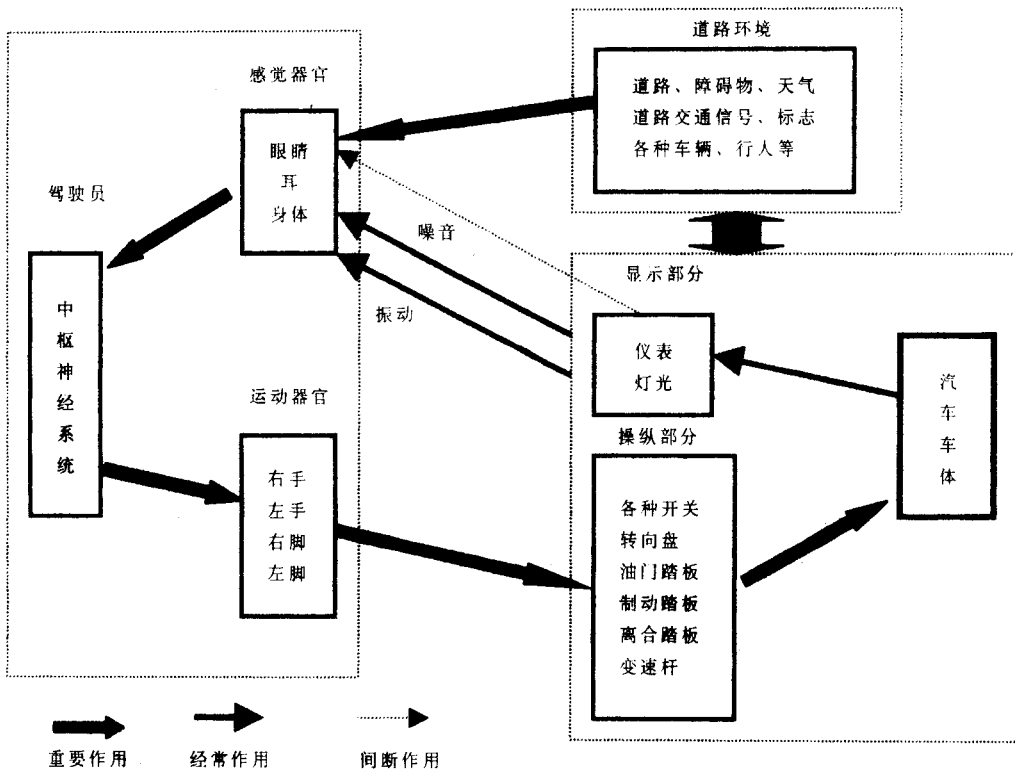 道路环境
道路、障碍物、天气
道路交通信号、标志
各种车辆、行人等
感觉器官
眼睛
耳
身体
驾驶员
噪音
振动
中
枢
神
经
系
统
显示部分
仪表
灯光
汽
车
车
体
运动器官
右手
左手
右脚
左脚
操纵部分
各种开关
转向盘
油门踏板
制动踏板
离合踏板
变速杆
重要作用
经常作用
间断作用